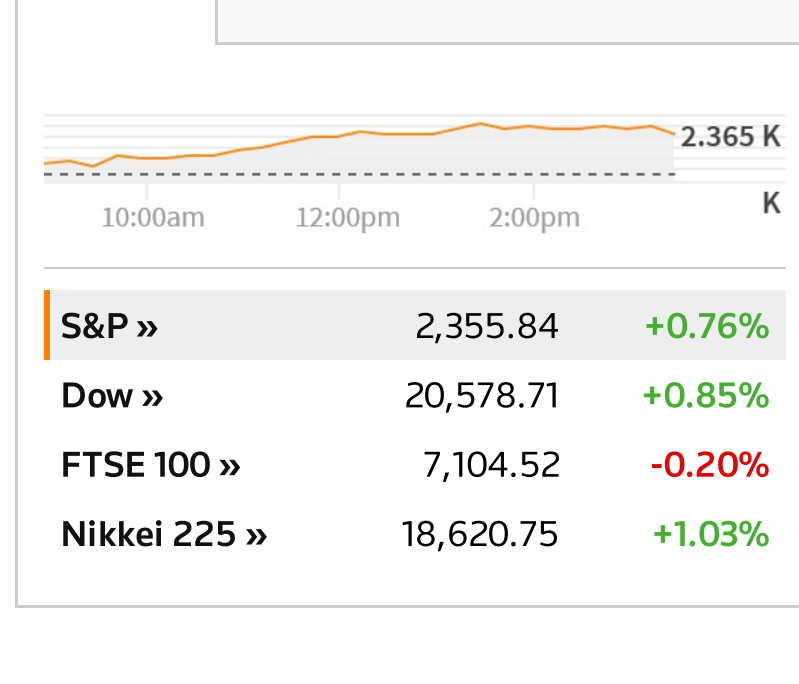 2.365 K
K
10:00am 12:00pm 2:00pm
S&P » 2,355.84 +0.76%
Dow » 20,578.71 +0.85%
FTSE 100 » 7,104.52 -0.20%
Nikkei 225 » 18,620.75 +1.03%